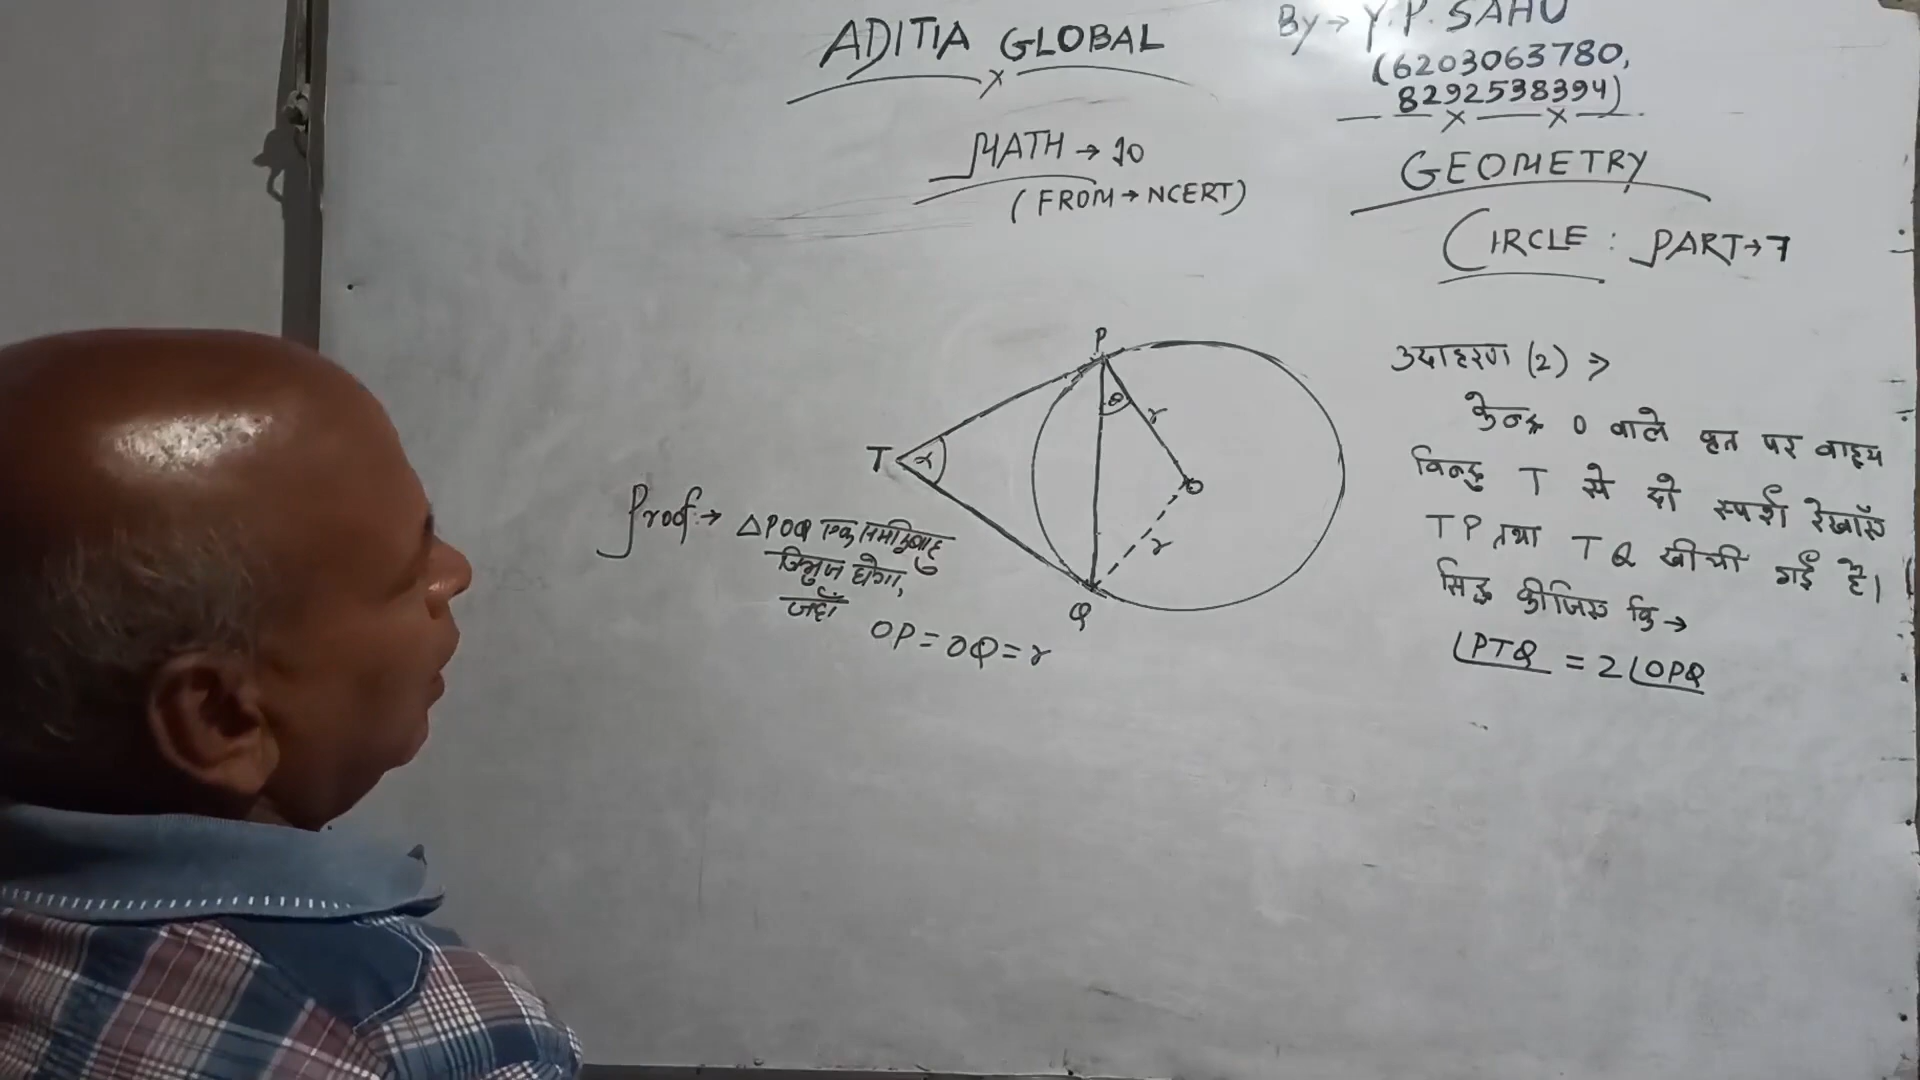 ADITIA GLOBAL
By → Y. P. SAHU
(6203063780,
8292538394)
MATH → 10
(FROM → NCERT)
GEOMETRY
CIRCLE : PART → 7
P
θ
r
T
α
O
r
Q
Proof :→ △POQ एक समद्विबाहु
त्रिभुज होगा,
जहाँ
OP = OQ = r
उदाहरण (2) →
केन्द्र O वाले वृत पर वाह्य
बिन्दु T से दो स्पर्श रेखाएँ
TP तथा TQ खींची गई है।
सिद्ध कीजिए कि →
∠PTQ = 2∠OPQ